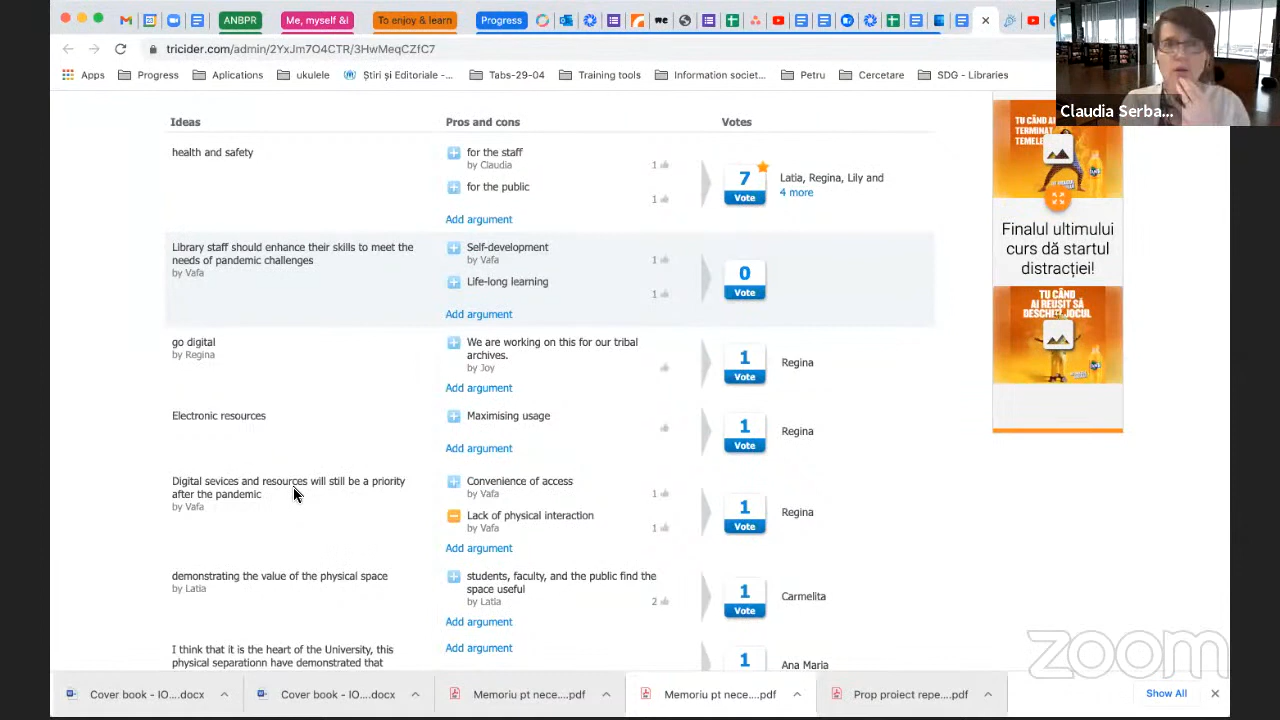 ANBPR
Me, myself &I
To enjoy & learn
Progress
we
tricider.com/admin/2YxJm7O4CTR/3HwMeqCZfC7
Apps
Progress
Aplications
ukulele
Știri și Editoriale -...
Tabs-29-04
Training tools
Information societ...
Petru
Cercetare
SDG - Libraries
Claudia Serba...
Ideas
Pros and cons
Votes
health and safety
for the staff
by Claudia
1
for the public
1
Add argument
7
Vote
Latia, Regina, Lily and
4 more
Library staff should enhance their skills to meet the
needs of pandemic challenges
by Vafa
Self-development
by Vafa
1
Life-long learning
1
Add argument
0
Vote
go digital
by Regina
We are working on this for our tribal
archives.
by Joy
Add argument
1
Vote
Regina
Electronic resources
Maximising usage
Add argument
1
Vote
Regina
Digital sevices and resources will still be a priority
after the pandemic
by Vafa
Convenience of access
by Vafa
1
Lack of physical interaction
by Vafa
1
Add argument
1
Vote
Regina
demonstrating the value of the physical space
by Latia
students, faculty, and the public find the
space useful
by Latia
2
Add argument
1
Vote
Carmelita
I think that it is the heart of the University, this
physical separationn have demonstrated that
Add argument
1
Ana Maria
TU CÂND
TERMINAT
Finalul ultimului
curs dă startul
distracției!
TU CÂND
AI REUȘIT SĂ
DESCHIZI JOCUL
zoom
Cover book - IO....docx
Cover book - IO....docx
Memoriu pt nece....pdf
Memoriu pt nece....pdf
Prop proiect repe....pdf
Show All